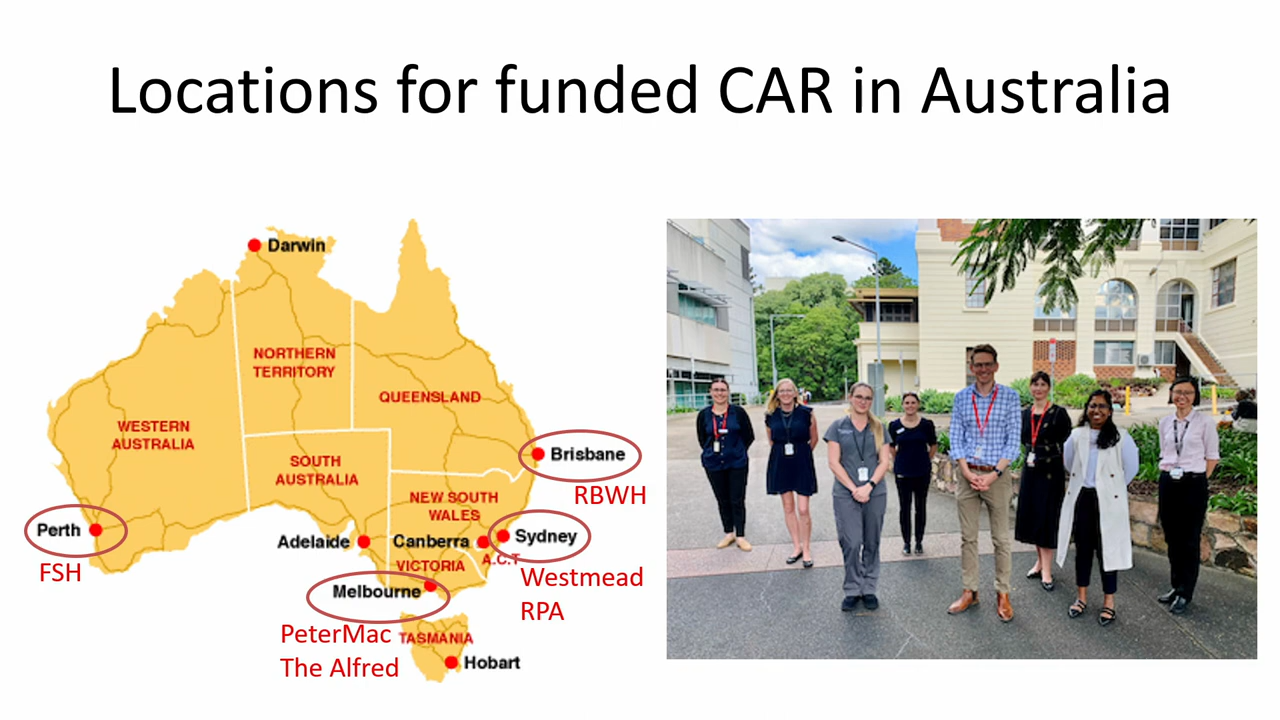 Locations for funded CAR in Australia
Darwin
NORTHERN
TERRITORY
QUEENSLAND
WESTERN
AUSTRALIA
SOUTH
AUSTRALIA
Brisbane
RBWH
NEW SOUTH
WALES
Perth
FSH
Adelaide
Canberra
Sydney
A.C.T
VICTORIA
Westmead
RPA
Melbourne
PeterMac
The Alfred
TASMANIA
Hobart